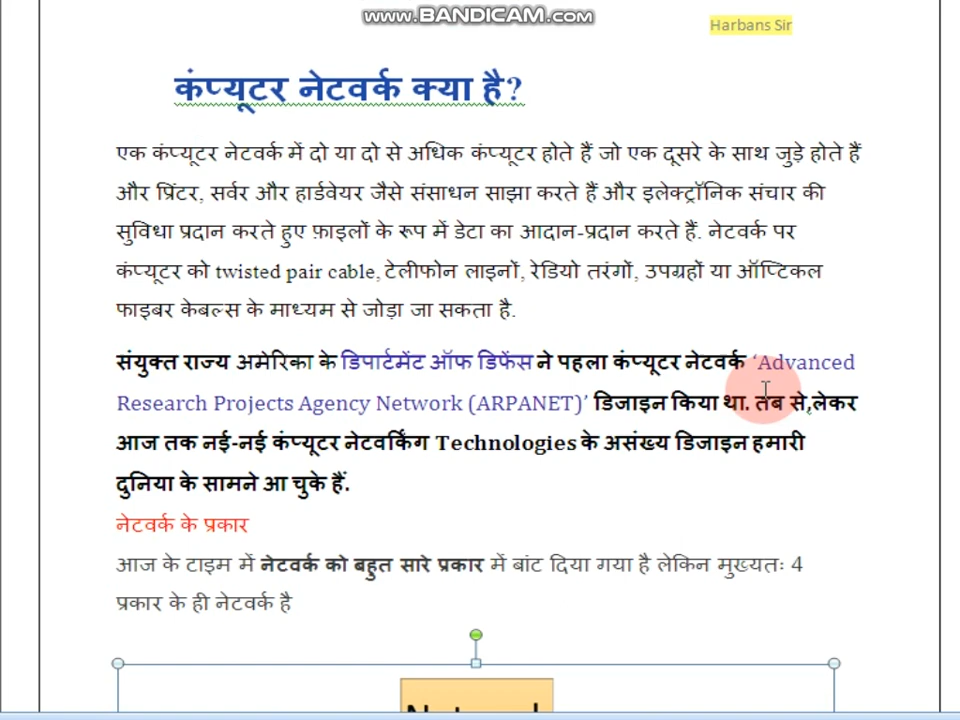 www.BANDICAM.com
Harbans Sir
कंप्यूटर नेटवर्क क्या है?
एक कंप्यूटर नेटवर्क में दो या दो से अधिक कंप्यूटर होते हैं जो एक दूसरे के साथ जुड़े होते हैं
और प्रिंटर, सर्वर और हार्डवेयर जैसे संसाधन साझा करते हैं और इलेक्ट्रॉनिक संचार की
सुविधा प्रदान करते हुए फ़ाइलों के रूप में डेटा का आदान-प्रदान करते हैं. नेटवर्क पर
कंप्यूटर को twisted pair cable, टेलीफोन लाइनों, रेडियो तरंगों, उपग्रहों या ऑप्टिकल
फाइबर केबल्स के माध्यम से जोड़ा जा सकता है.
संयुक्त राज्य अमेरिका के डिपार्टमेंट ऑफ डिफेंस ने पहला कंप्यूटर नेटवर्क ‘Advanced
Research Projects Agency Network (ARPANET)’ डिजाइन किया था. तब से,लेकर
आज तक नई-नई कंप्यूटर नेटवर्किंग Technologies के असंख्य डिजाइन हमारी
दुनिया के सामने आ चुके हैं.
नेटवर्क के प्रकार
आज के टाइम में नेटवर्क को बहुत सारे प्रकार में बांट दिया गया है लेकिन मुख्यतः 4
प्रकार के ही नेटवर्क है